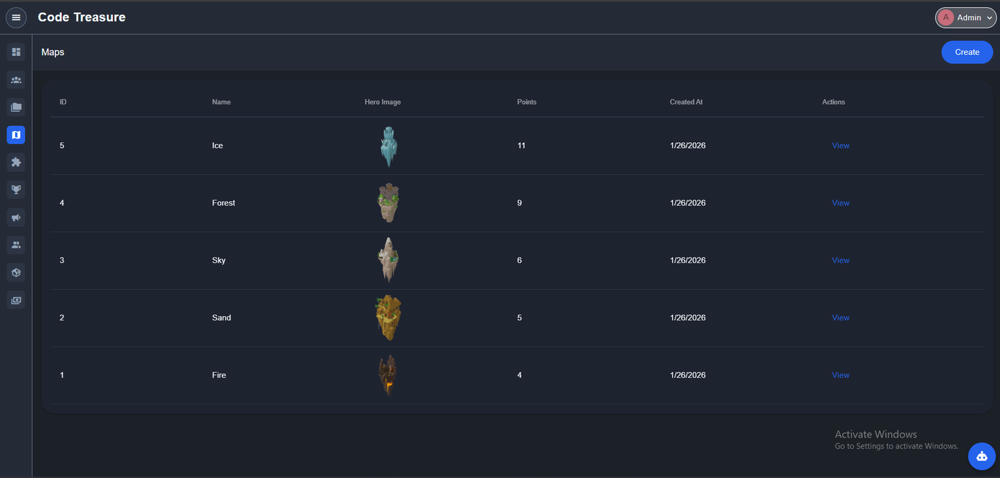 Code Treasure
A Admin
Maps
Create
ID Name Hero Image Points Created At Actions
5 Ice 11 1/26/2026 View
4 Forest 9 1/26/2026 View
3 Sky 6 1/26/2026 View
2 Sand 5 1/26/2026 View
1 Fire 4 1/26/2026 View
Activate Windows
Go to Settings to activate Windows.